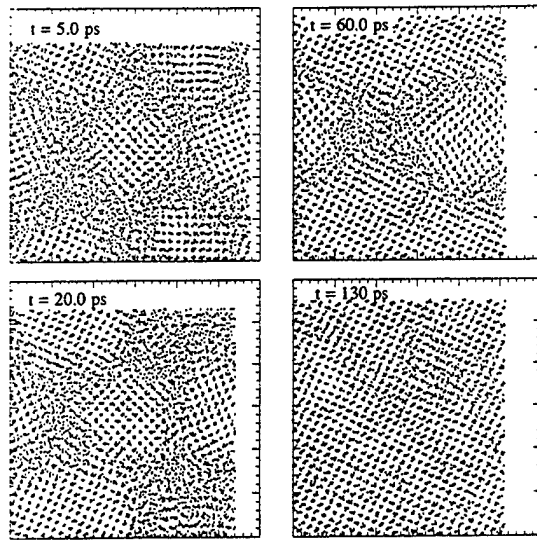 t = 5.0 ps
t = 60.0 ps
t = 20.0 ps
t = 130 ps